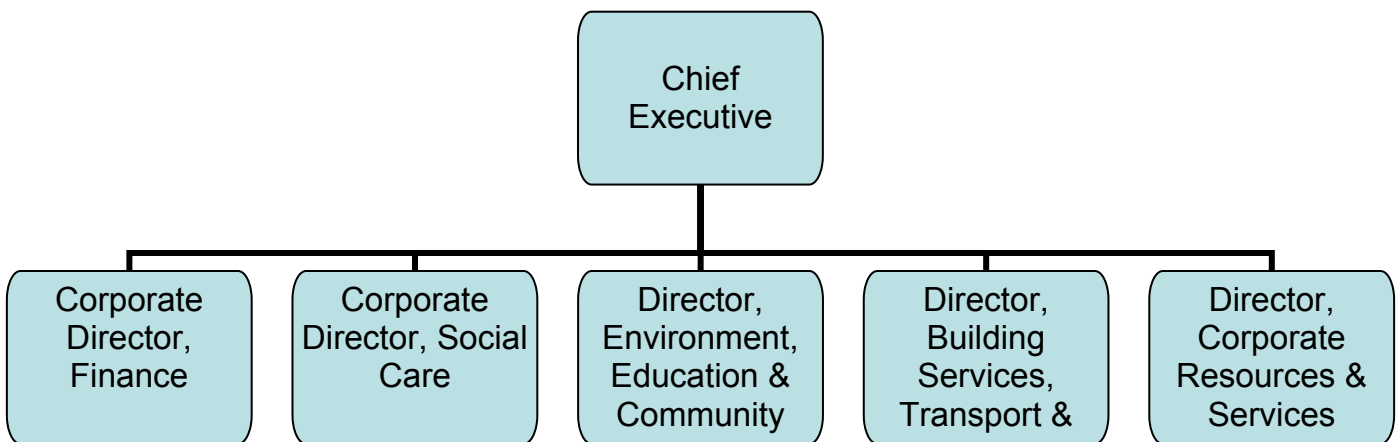 Chief
Executive
Corporate
Director,
Finance
Corporate
Director, Social
Care
Director,
Environment,
Education &
Community
Director,
Building
Services,
Transport &
Director,
Corporate
Resources &
Services